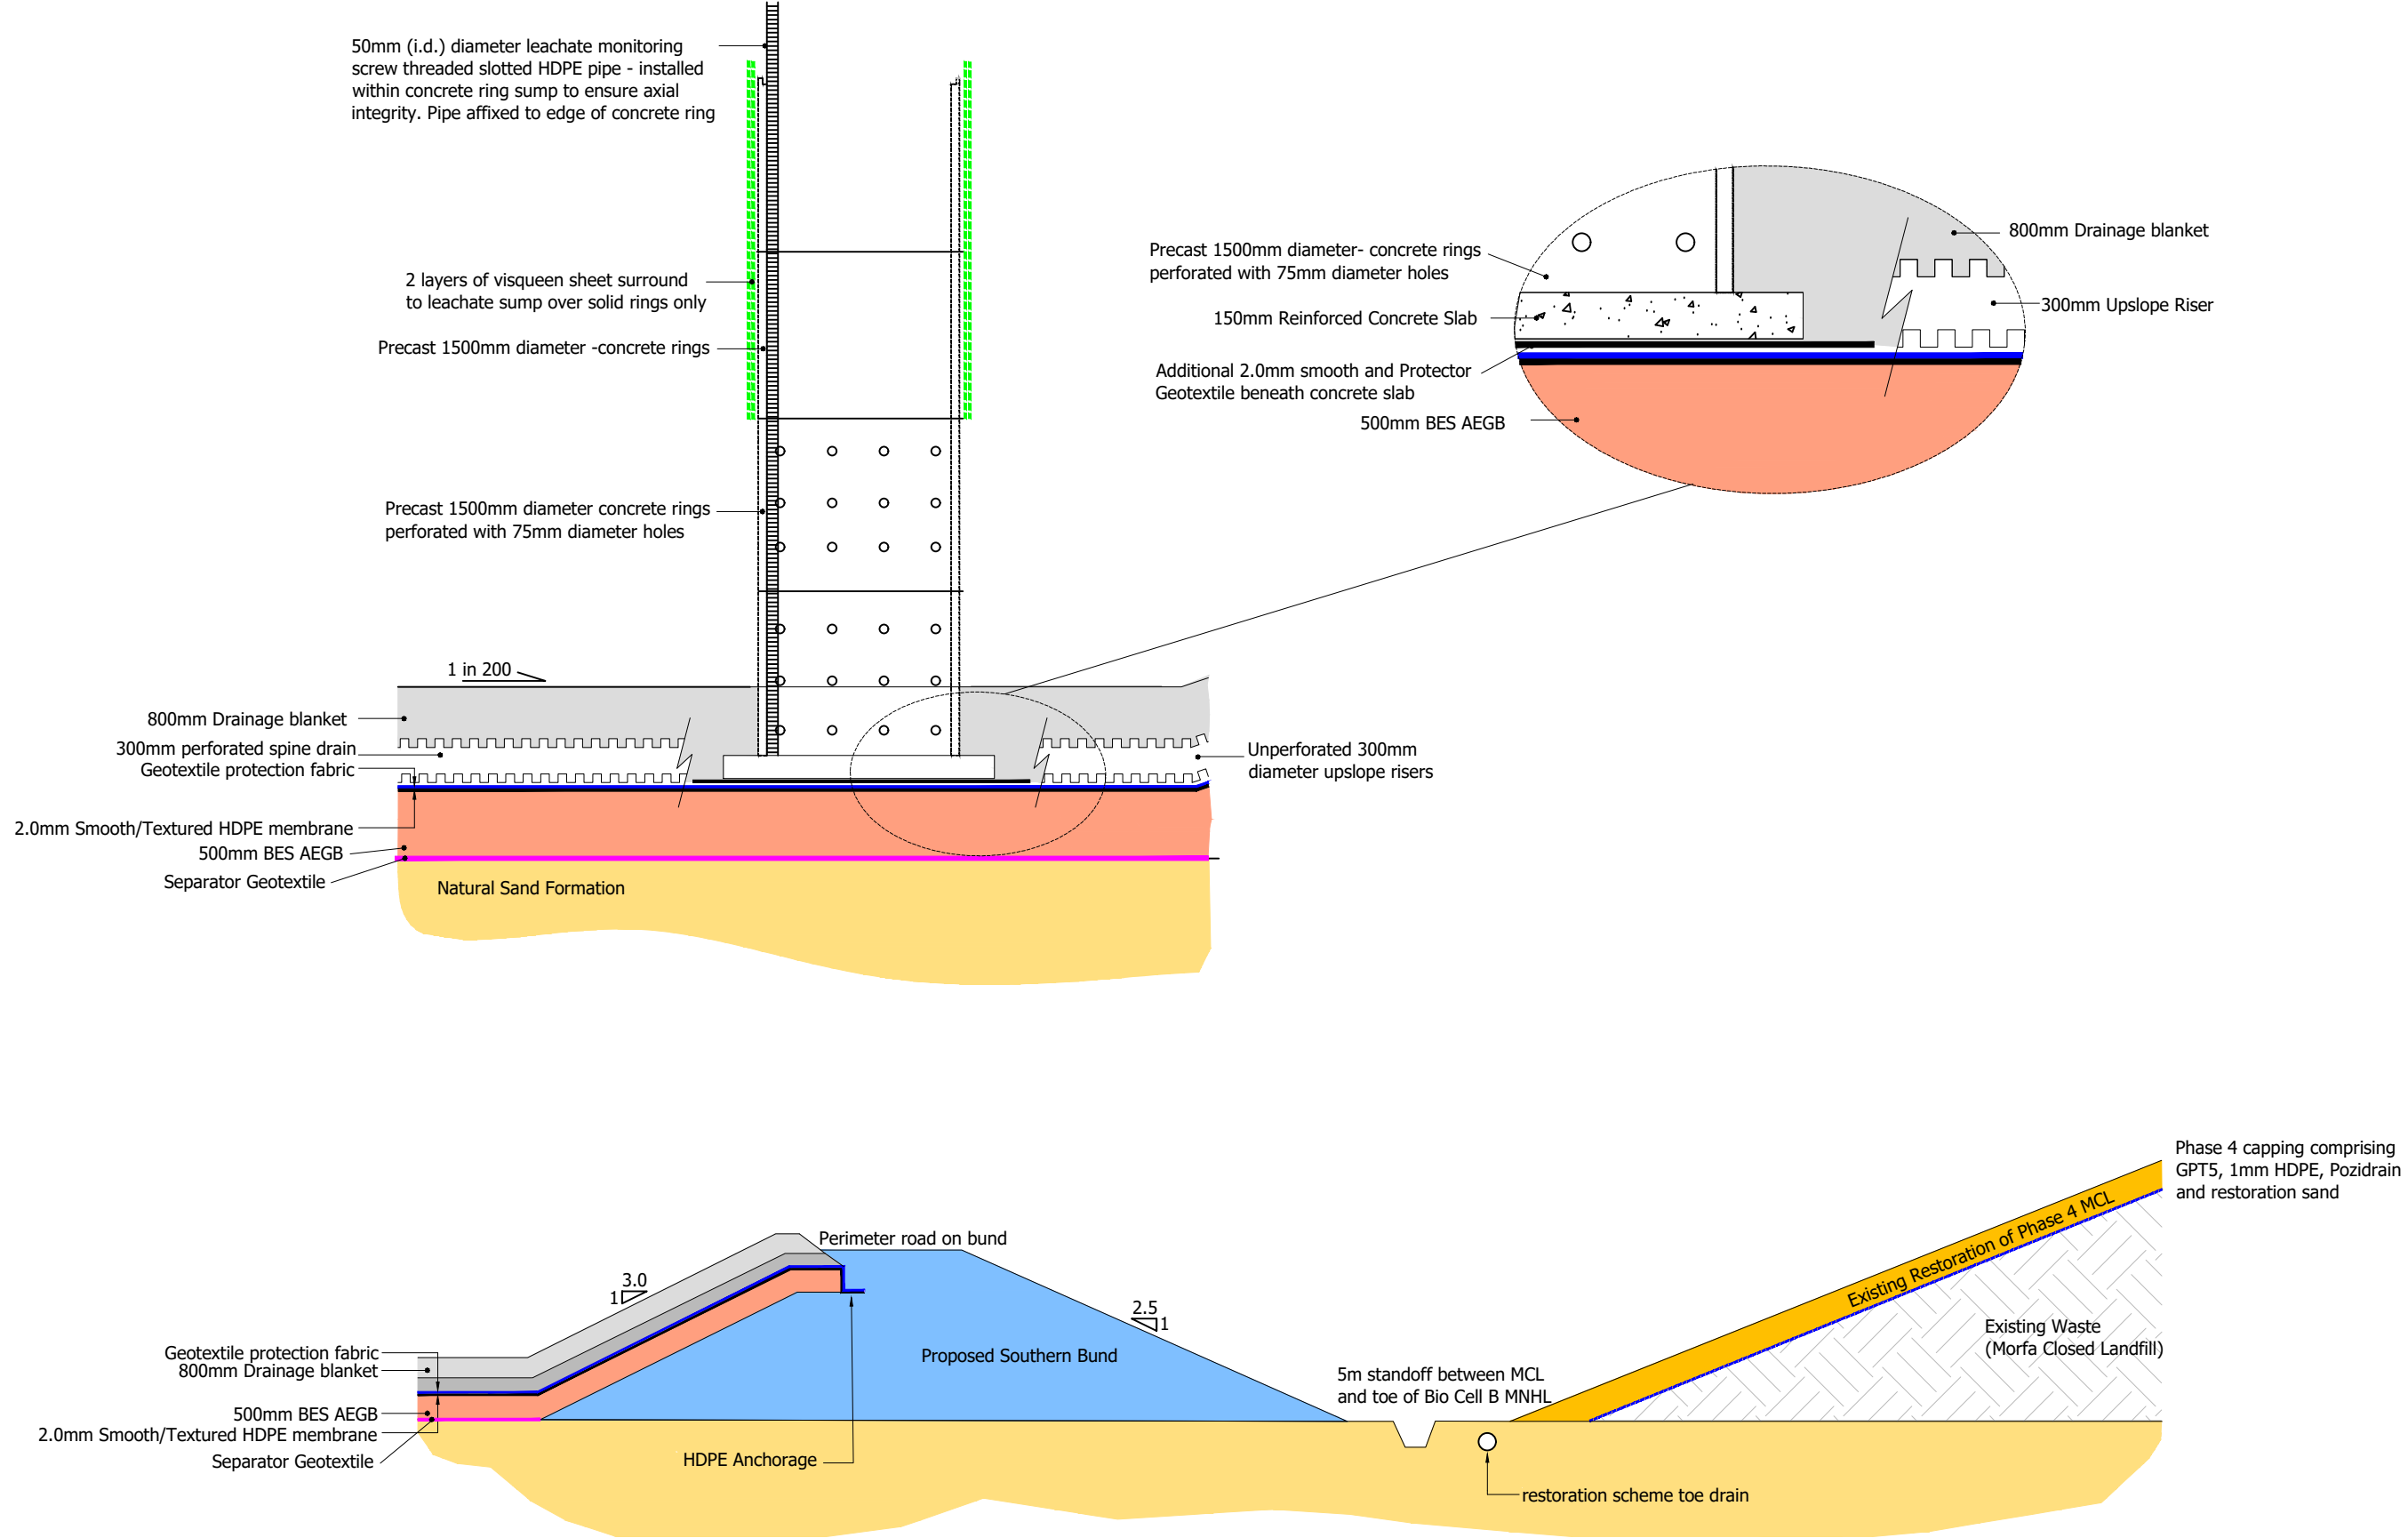 50mm (i.d.) diameter leachate monitoring
screw threaded slotted HDPE pipe - installed
within concrete ring sump to ensure axial
integrity. Pipe affixed to edge of concrete ring
2 layers of visqueen sheet surround
to leachate sump over solid rings only
Precast 1500mm diameter -concrete rings
Precast 1500mm diameter concrete rings
perforated with 75mm diameter holes
1 in 200
800mm Drainage blanket
300mm perforated spine drain
Geotextile protection fabric
2.0mm Smooth/Textured HDPE membrane
500mm BES AEGB
Separator Geotextile
Natural Sand Formation
Unperforated 300mm
diameter upslope risers
Precast 1500mm diameter- concrete rings
perforated with 75mm diameter holes
150mm Reinforced Concrete Slab
Additional 2.0mm smooth and Protector
Geotextile beneath concrete slab
500mm BES AEGB
800mm Drainage blanket
300mm Upslope Riser
Phase 4 capping comprising
GPT5, 1mm HDPE, Pozidrain
and restoration sand
Existing Restoration of Phase 4 MCL
Existing Waste
(Morfa Closed Landfill)
Perimeter road on bund
3.0
1
2.5
1
Proposed Southern Bund
5m standoff between MCL
and toe of Bio Cell B MNHL
Geotextile protection fabric
800mm Drainage blanket
500mm BES AEGB
2.0mm Smooth/Textured HDPE membrane
Separator Geotextile
HDPE Anchorage
restoration scheme toe drain